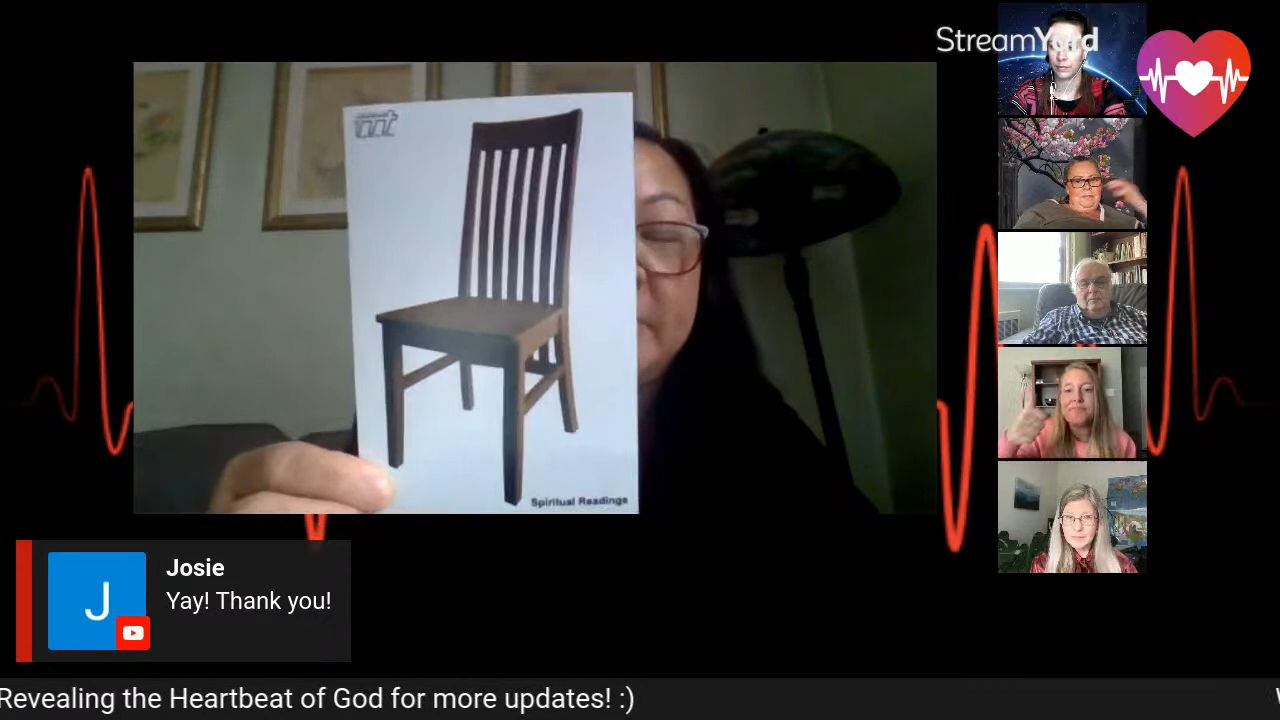 StreamYard
Spiritual Readings
J
Josie
Yay! Thank you!
Revealing the Heartbeat of God for more updates! :)